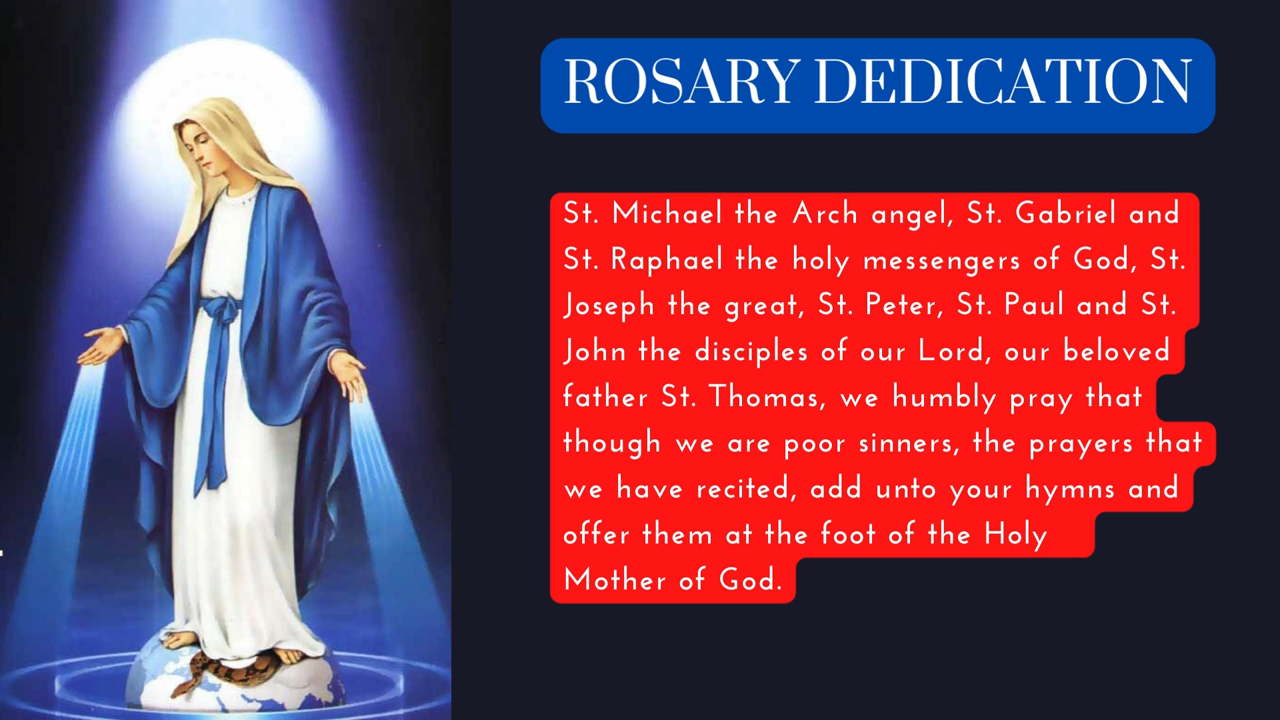 ROSARY DEDICATION
St. Michael the Arch angel, St. Gabriel and
St. Raphael the holy messengers of God, St.
Joseph the great, St. Peter, St. Paul and St.
John the disciples of our Lord, our beloved
father St. Thomas, we humbly pray that
though we are poor sinners, the prayers that
we have recited, add unto your hymns and
offer them at the foot of the Holy
Mother of God.